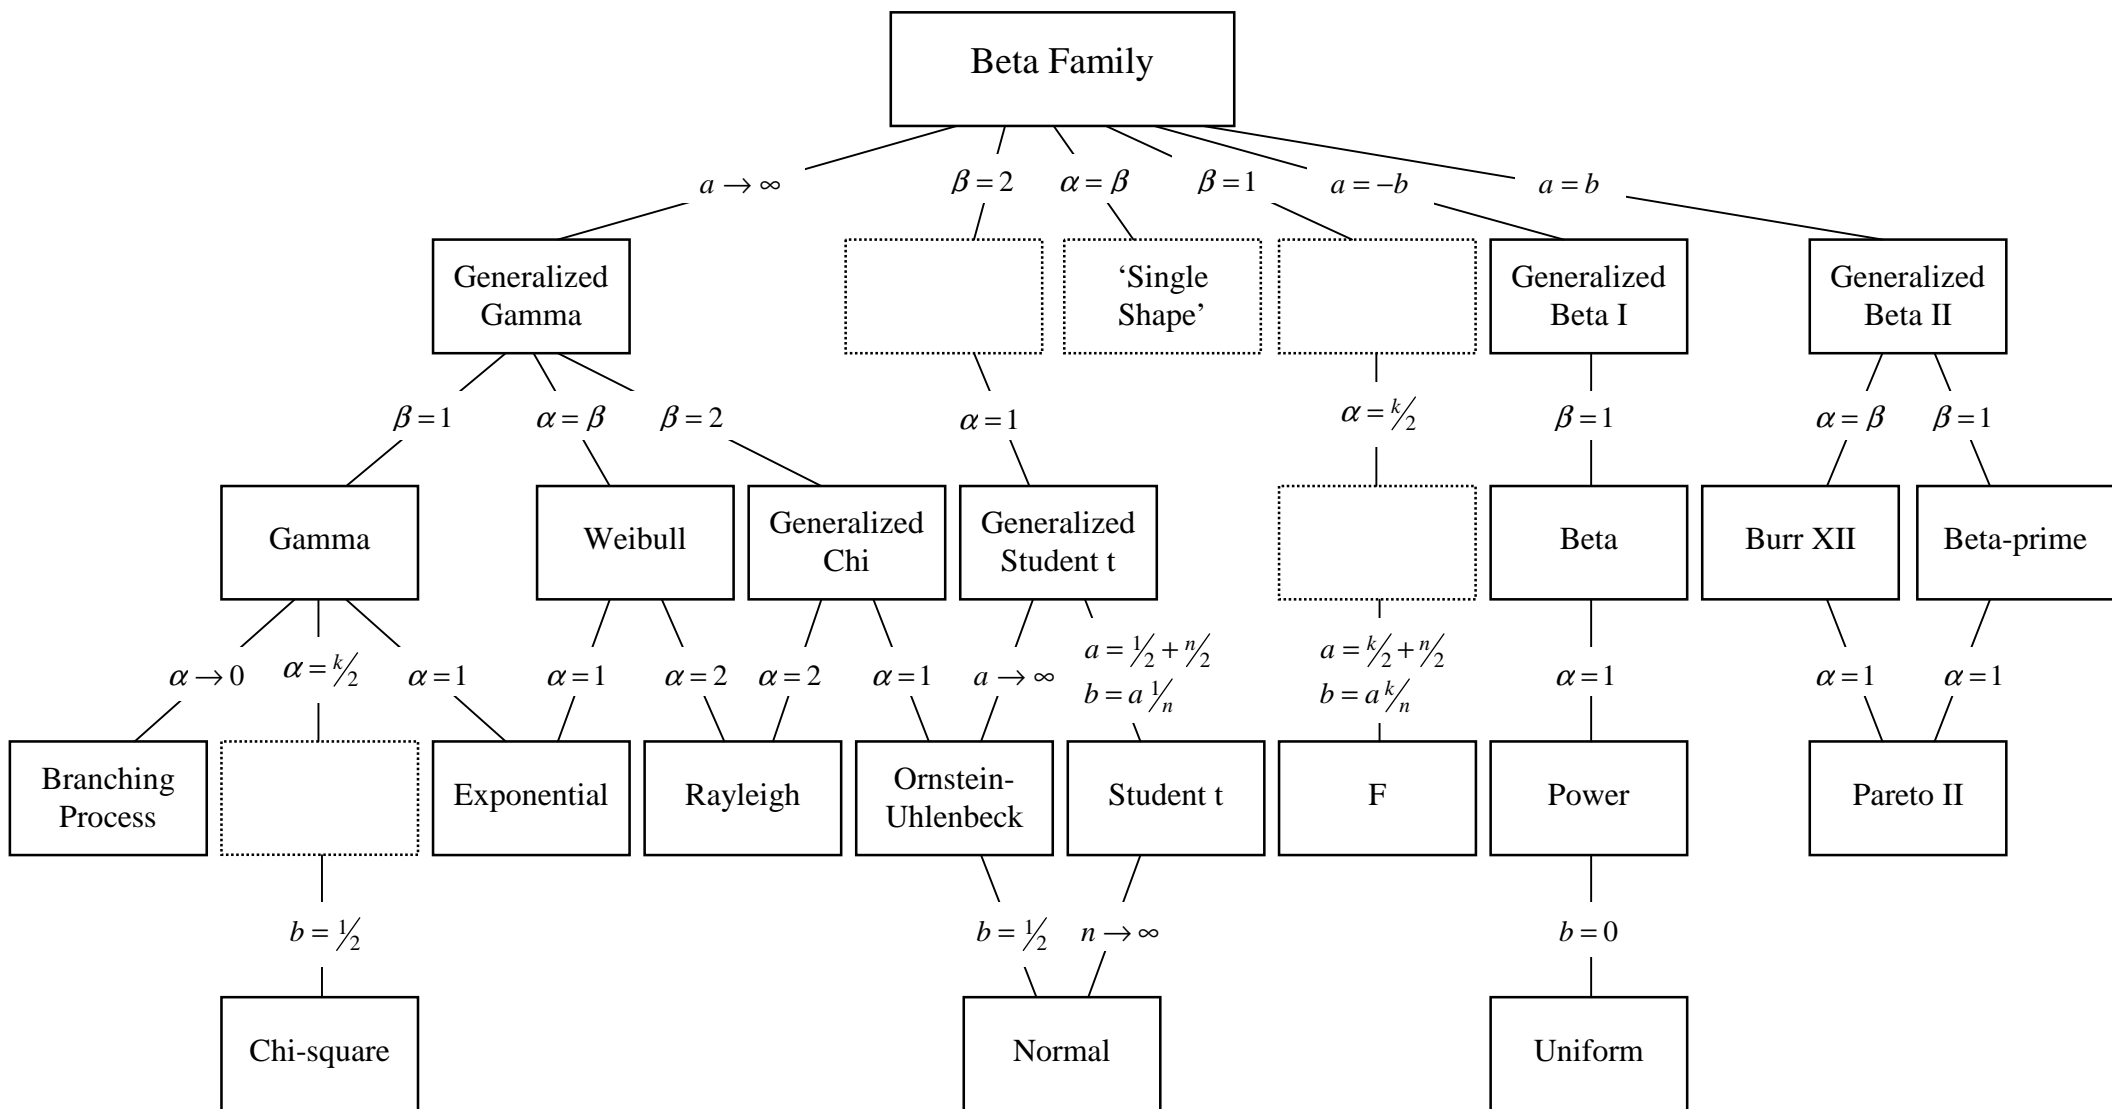 Beta Family
a → ∞
β = 2
α = β
β = 1
a = −b
a = b
Generalized
Gamma
‘Single
Shape’
Generalized
Beta I
Generalized
Beta II
β = 1
α = β
β = 2
α = 1
α = k/2
β = 1
α = β
β = 1
Gamma
Weibull
Generalized
Chi
Generalized
Student t
Beta
Burr XII
Beta-prime
α → 0
α = k/2
α = 1
α = 1
α = 2
α = 2
α = 1
a → ∞
a = 1/2 + n/2
b = a 1/n
a = k/2 + n/2
b = a k/n
α = 1
α = 1
α = 1
Branching
Process
Exponential
Rayleigh
Ornstein-
Uhlenbeck
Student t
F
Power
Pareto II
b = 1/2
b = 1/2
n → ∞
b = 0
Chi-square
Normal
Uniform